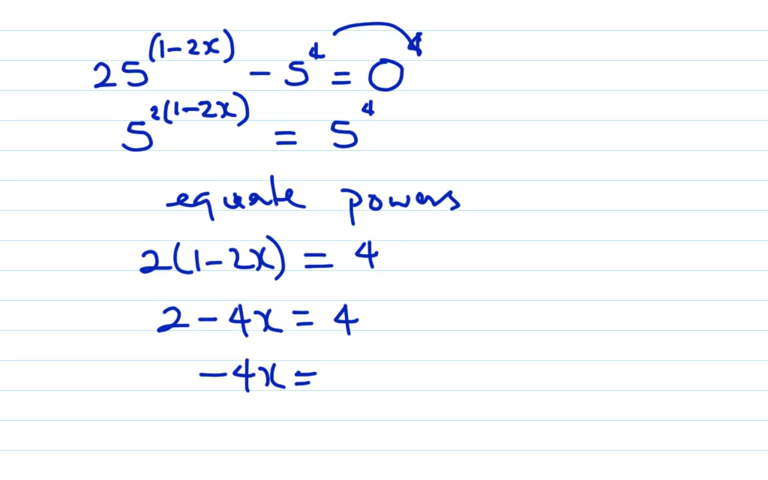 25^(1-2x) - 5^4 = 0
5^2(1-2x) = 5^4
equate powers
2(1-2x) = 4
2 - 4x = 4
-4x =